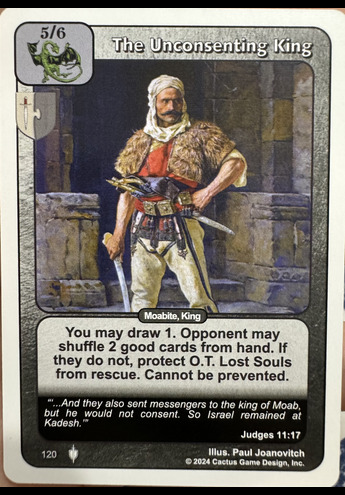 5/6
The Unconsenting King
Moabite, King
You may draw 1. Opponent may
shuffle 2 good cards from hand. If
they do not, protect O.T. Lost Souls
from rescue. Cannot be prevented.
"'...And they also sent messengers to the king of Moab,
but he would not consent. So Israel remained at
Kadesh.'"
Judges 11:17
120
Illus. Paul Joanovitch
© 2024 Cactus Game Design, Inc.